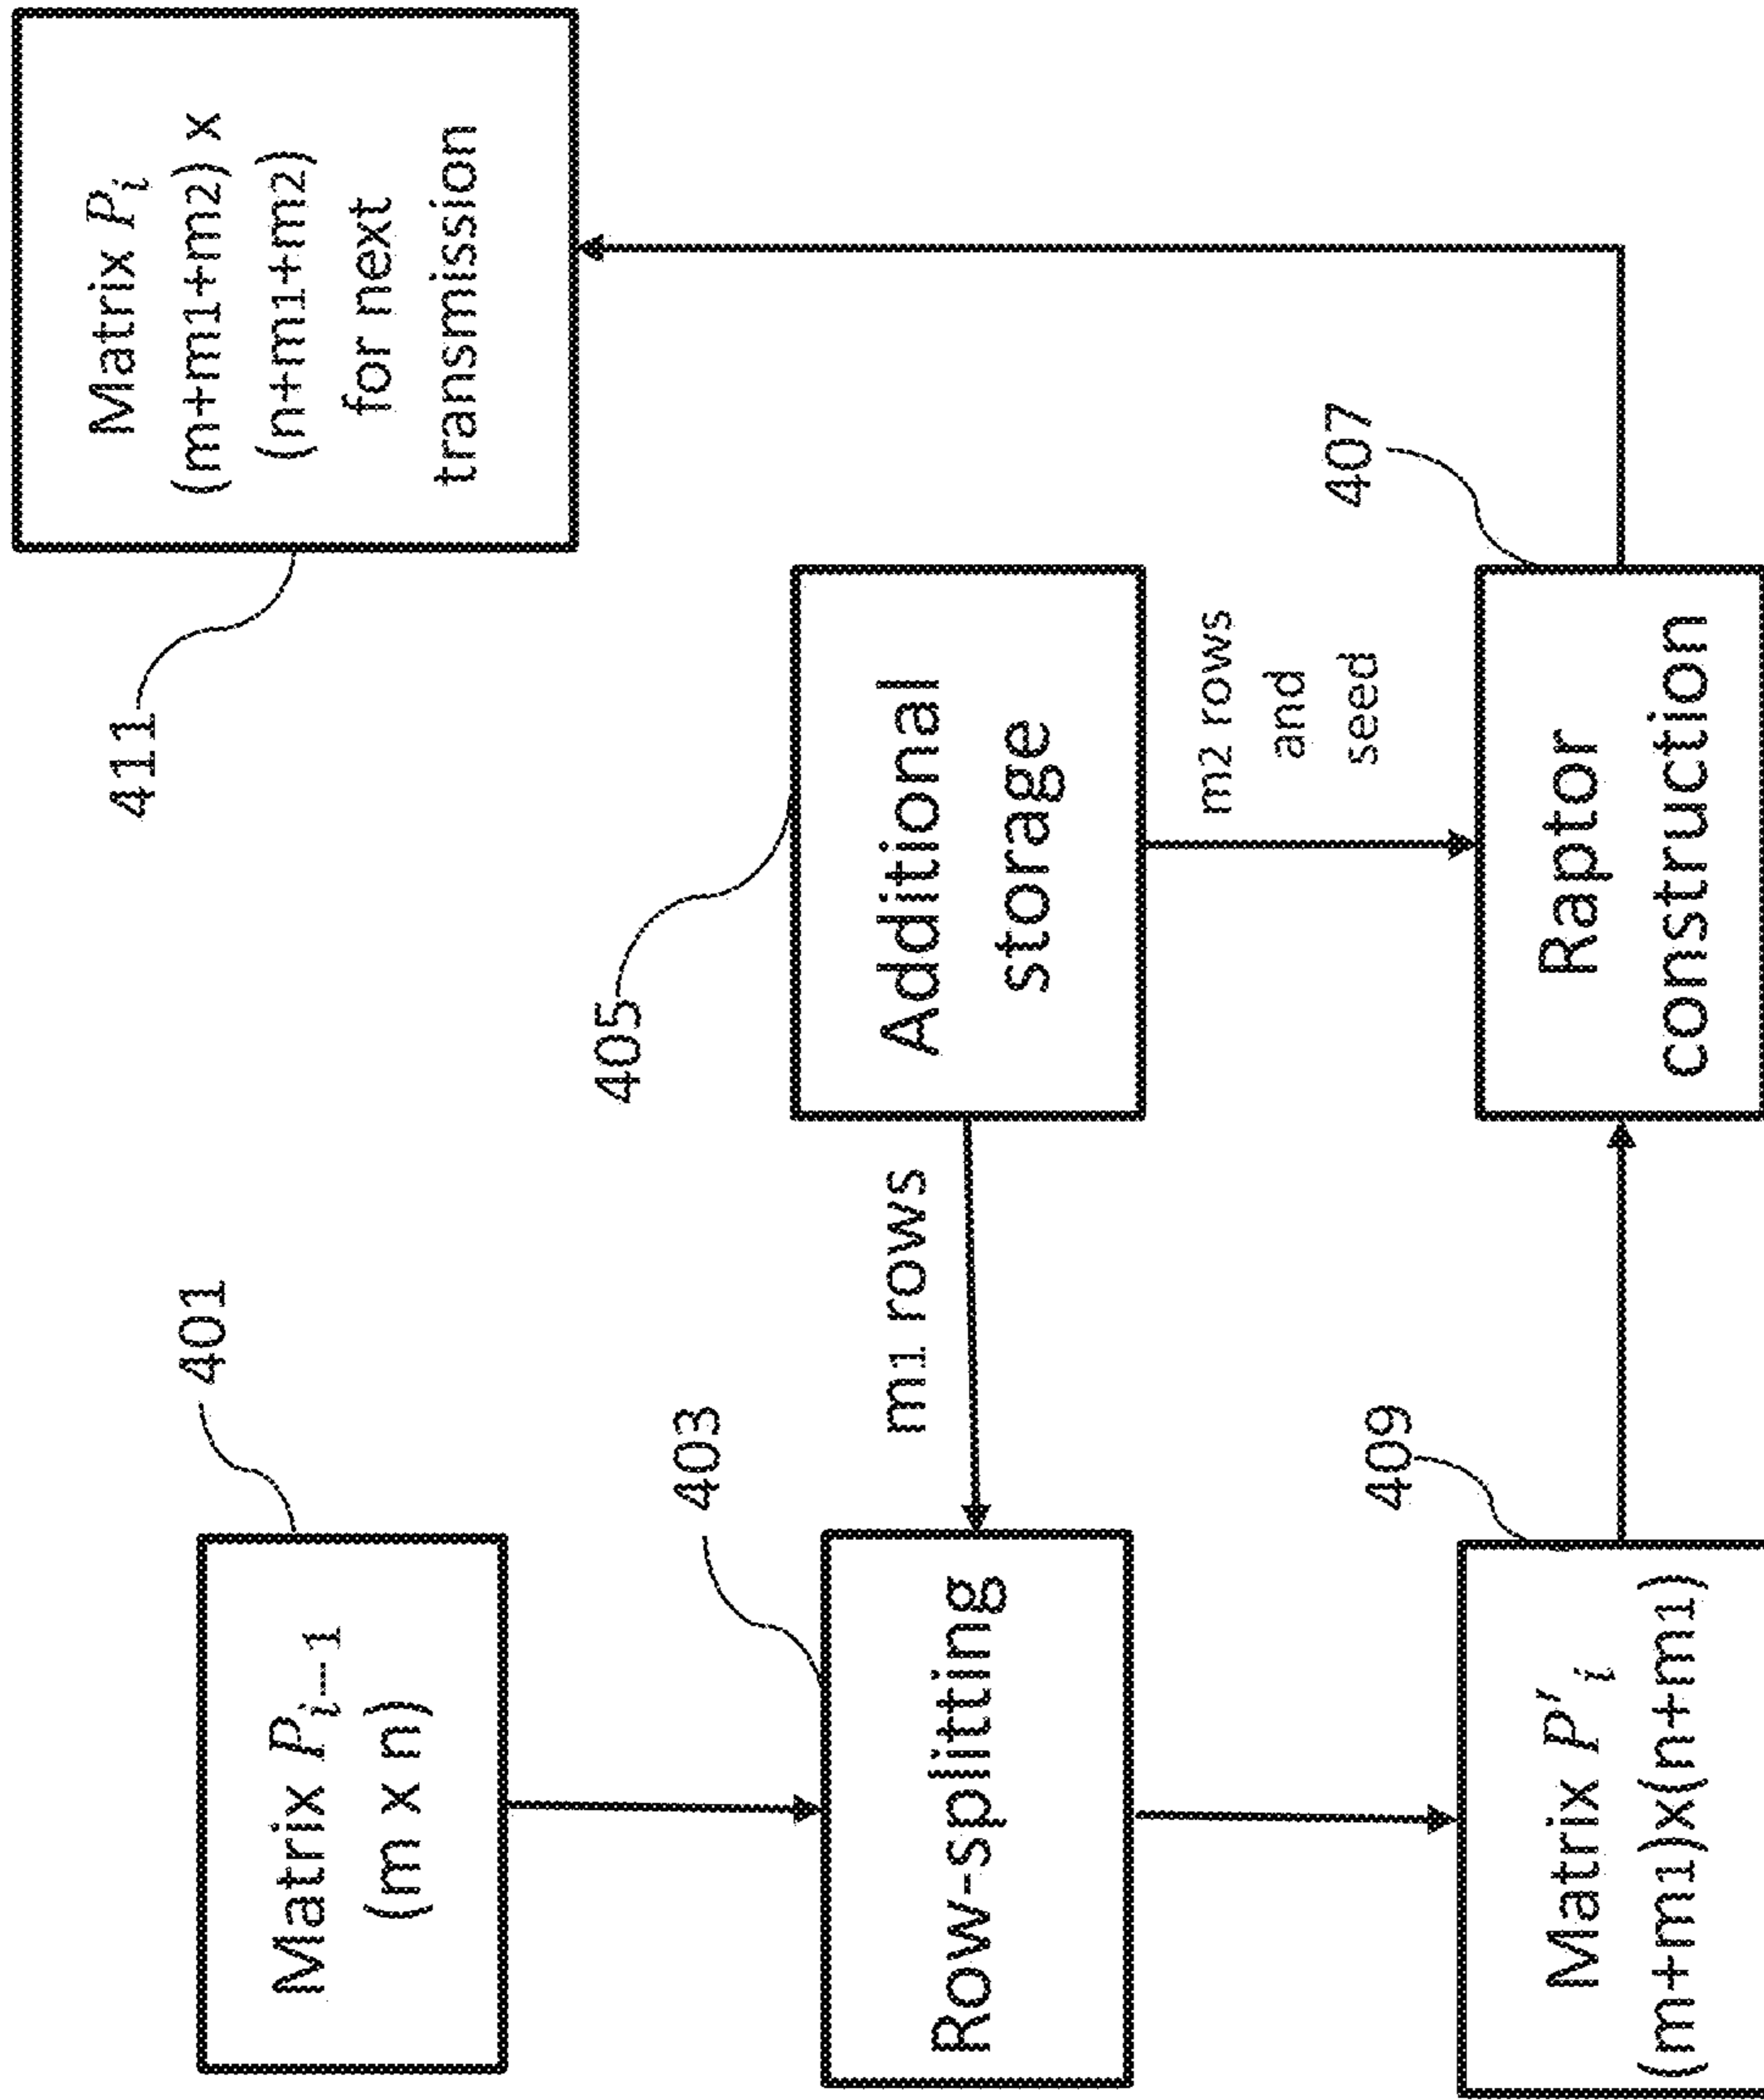 401
Matrix P_{i-1}
(m x n)
403
Row-splitting
409
Matrix P'_i
(m+m1)x(n+m1)
m1 rows
405
Additional
storage
m2 rows
and
seed
407
Raptor
construction
411
Matrix P_i
(m+m1+m2) x
(n+m1+m2)
for next
transmission